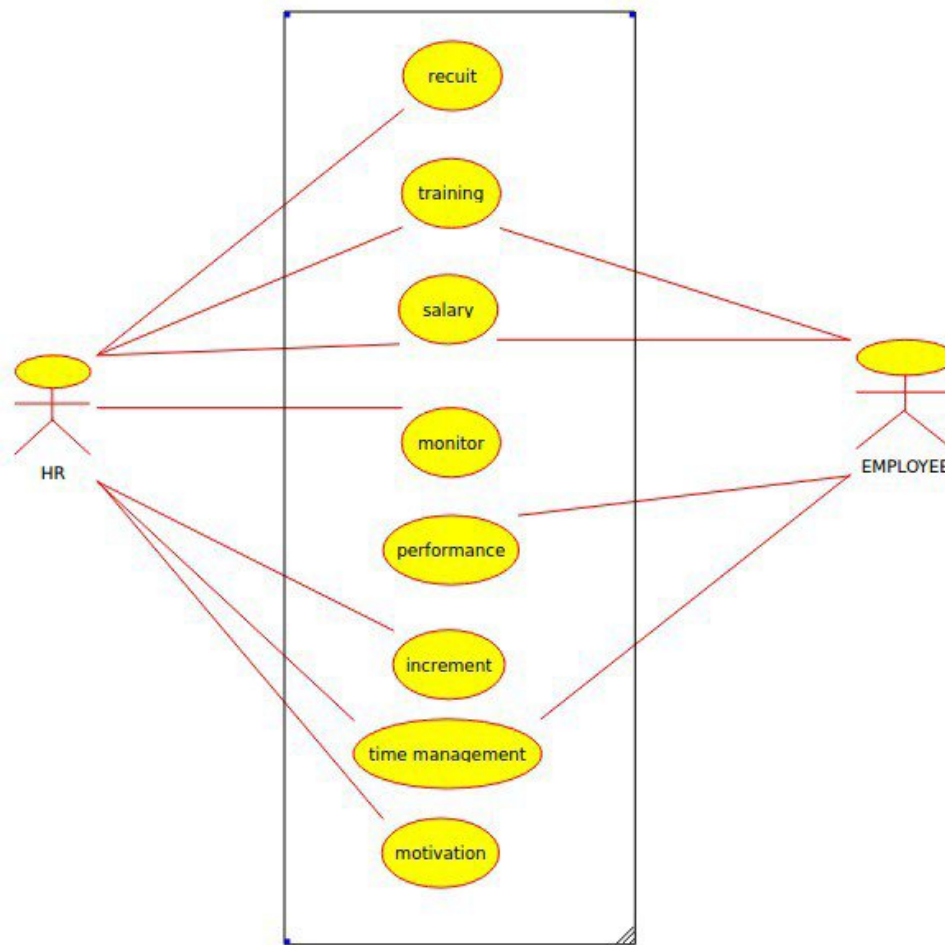 recuit
training
salary
monitor
HR
EMPLOYEE
performance
increment
time management
motivation